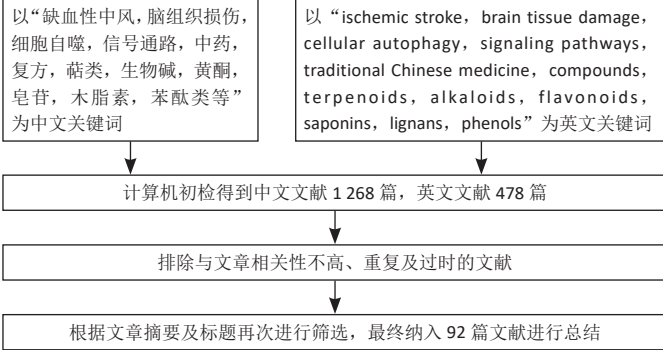 以“缺血性中风，脑组织损伤，
细胞自噬，信号通路，中药，
复方，萜类，生物碱，黄酮，
皂苷，木脂素，苯酞类等”
为中文关键词
以“ischemic stroke，brain tissue damage，
cellular autophagy，signaling pathways，
traditional Chinese medicine，compounds，
terpenoids，alkaloids，flavonoids，
saponins，lignans，phenols”为英文关键词
计算机初检得到中文文献 1 268 篇，英文文献 478 篇
排除与文章相关性不高、重复及过时的文献
根据文章摘要及标题再次进行筛选，最终纳入 92 篇文献进行总结